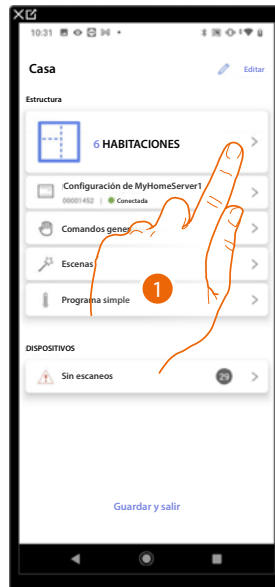 10:31
Casa
Editar
Estructura
6 HABITACIONES
Configuración de MyHomeServer1
00001452 | Conectada
Comandos gener
Escenas
Programa simple
1
DISPOSITIVOS
Sin escaneos
29
Guardar y salir